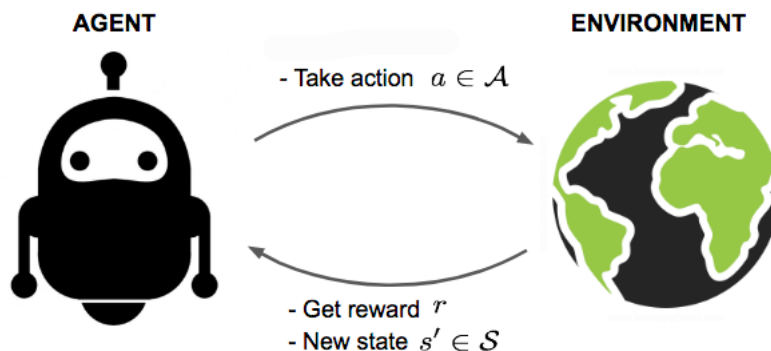 AGENT
ENVIRONMENT
- Take action a ∈ 𝒜
- Get reward r
- New state s′ ∈ 𝒮